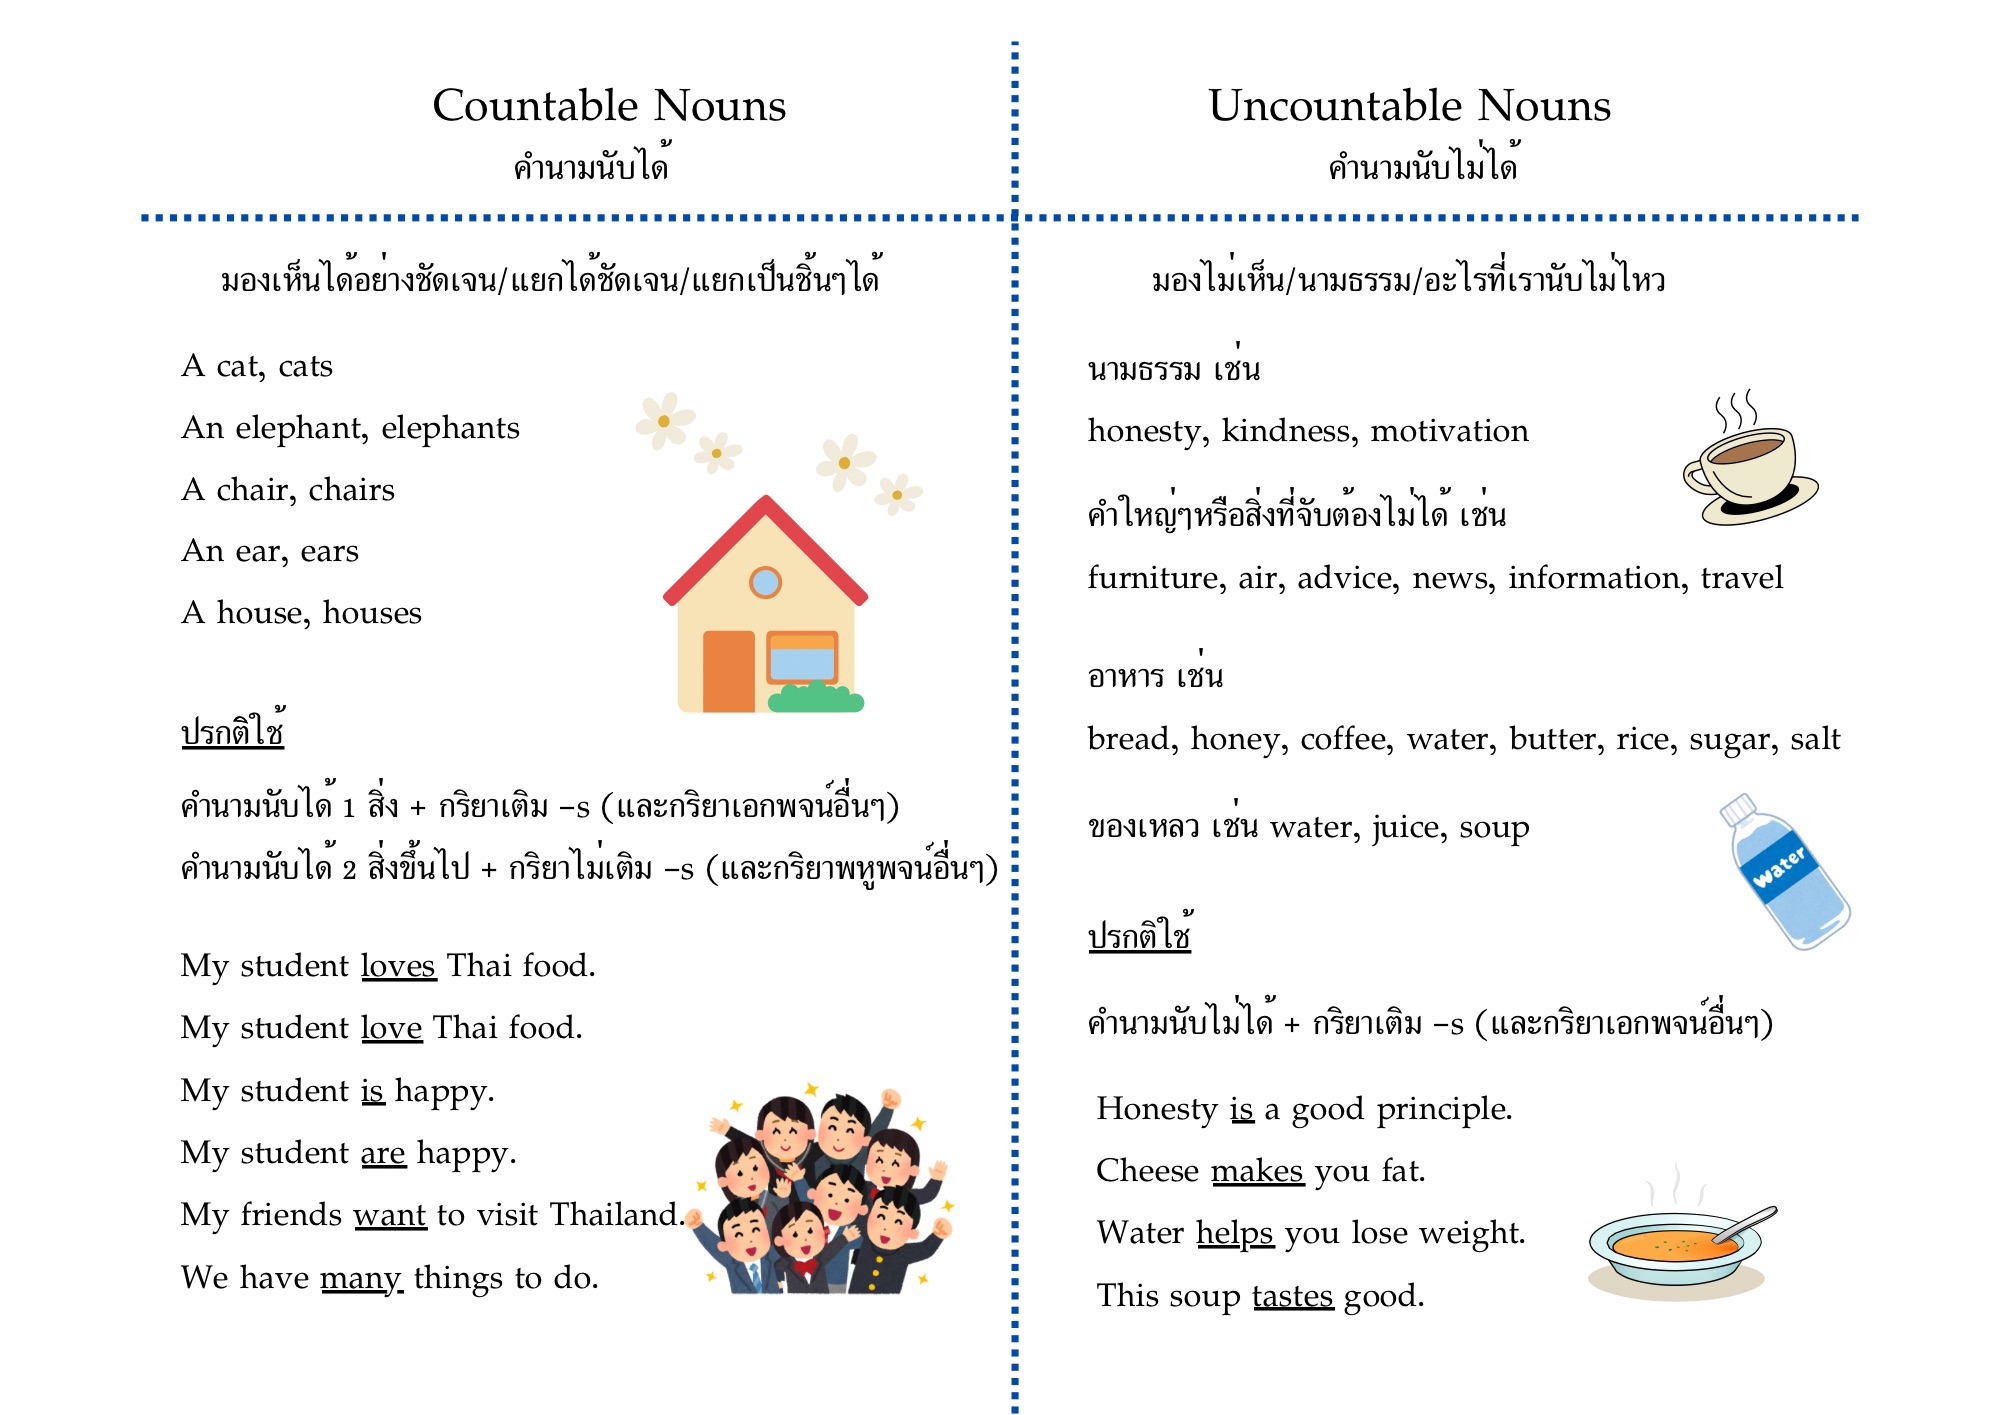 Countable Nouns
คำนามนับได้
มองเห็นได้อย่างชัดเจน/แยกได้ชัดเจน/แยกเป็นชิ้นๆได้
A cat, cats
An elephant, elephants
A chair, chairs
An ear, ears
A house, houses
ปรกติใช้
คำนามนับได้ 1 สิ่ง + กริยาเติม –s (และกริยาเอกพจน์อื่นๆ)
คำนามนับได้ 2 สิ่งขึ้นไป + กริยาไม่เติม –s (และกริยาพหูพจน์อื่นๆ)
My student loves Thai food.
My student love Thai food.
My student is happy.
My student are happy.
My friends want to visit Thailand.
We have many things to do.
Uncountable Nouns
คำนามนับไม่ได้
มองไม่เห็น/นามธรรม/อะไรที่เรานับไม่ไหว
นามธรรม เช่น
honesty, kindness, motivation
คำใหญ่ๆหรือสิ่งที่จับต้องไม่ได้ เช่น
furniture, air, advice, news, information, travel
อาหาร เช่น
bread, honey, coffee, water, butter, rice, sugar, salt
ของเหลว เช่น water, juice, soup
water
ปรกติใช้
คำนามนับไม่ได้ + กริยาเติม –s (และกริยาเอกพจน์อื่นๆ)
Honesty is a good principle.
Cheese makes you fat.
Water helps you lose weight.
This soup tastes good.